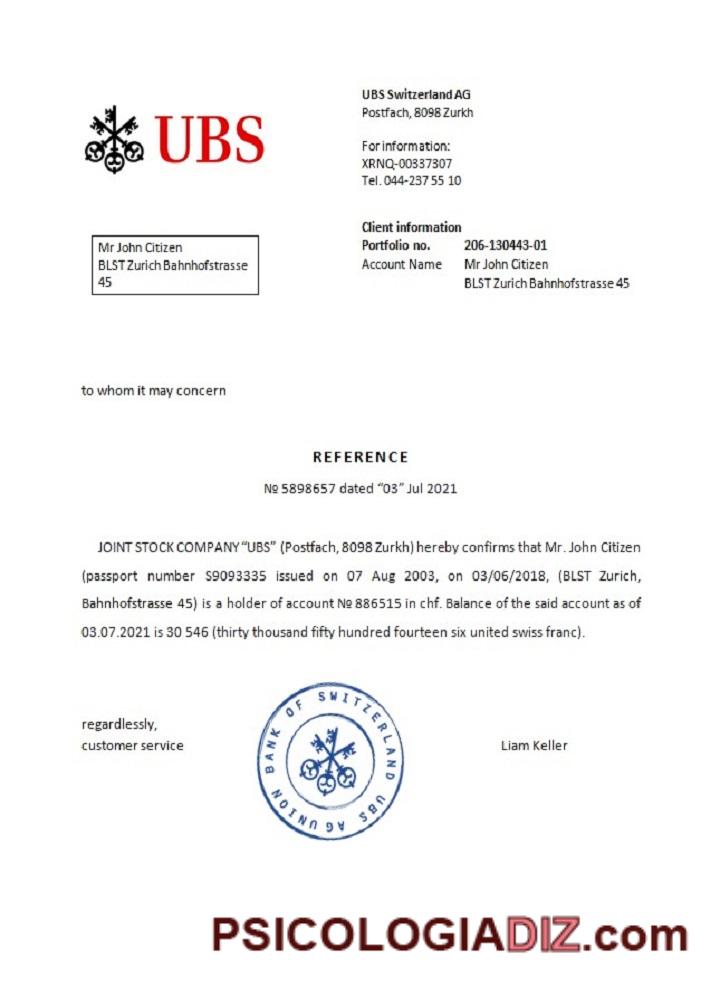 UBS
UBS Switzerland AG
Postfach, 8098 Zurkh
For information:
XRNQ-00337307
Tel. 044-237 55 10
Mr John Citizen
BLST Zurich Bahnhofstrasse
45
Client information
Portfolio no. 206-130443-01
Account Name Mr John Citizen
BLST Zurich Bahnhofstrasse 45
to whom it may concern
REFERENCE
№ 5898657 dated “03” Jul 2021
JOINT STOCK COMPANY “UBS” (Postfach, 8098 Zurkh) hereby confirms that Mr. John Citizen
(passport number S9093335 issued on 07 Aug 2003, on 03/06/2018, (BLST Zurich,
Bahnhofstrasse 45) is a holder of account № 886515 in chf. Balance of the said account as of
03.07.2021 is 30 546 (thirty thousand fifty hundred fourteen six united swiss franc).
regardlessly,
customer service
UNION BANK OF SWITZERLAND UBS AG
Liam Keller
PSICOLOGIADIZ.com